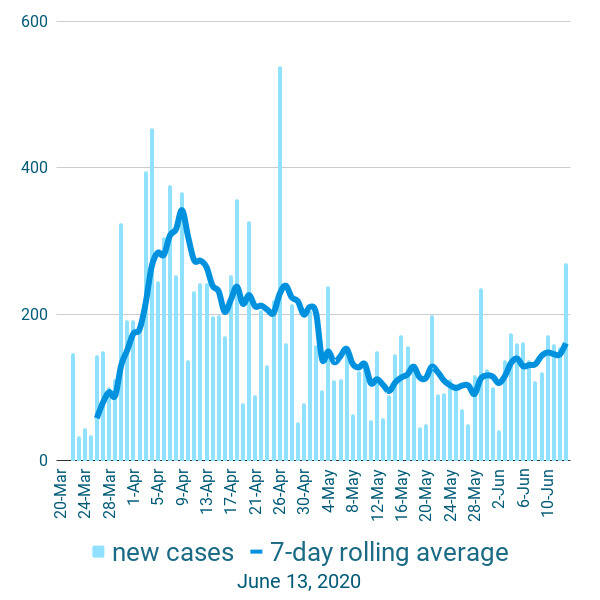 600
400
200
0
20-Mar
24-Mar
28-Mar
1-Apr
5-Apr
9-Apr
13-Apr
17-Apr
21-Apr
26-Apr
30-Apr
4-May
8-May
12-May
16-May
20-May
24-May
28-May
2-Jun
6-Jun
10-Jun
new cases
7-day rolling average
June 13, 2020